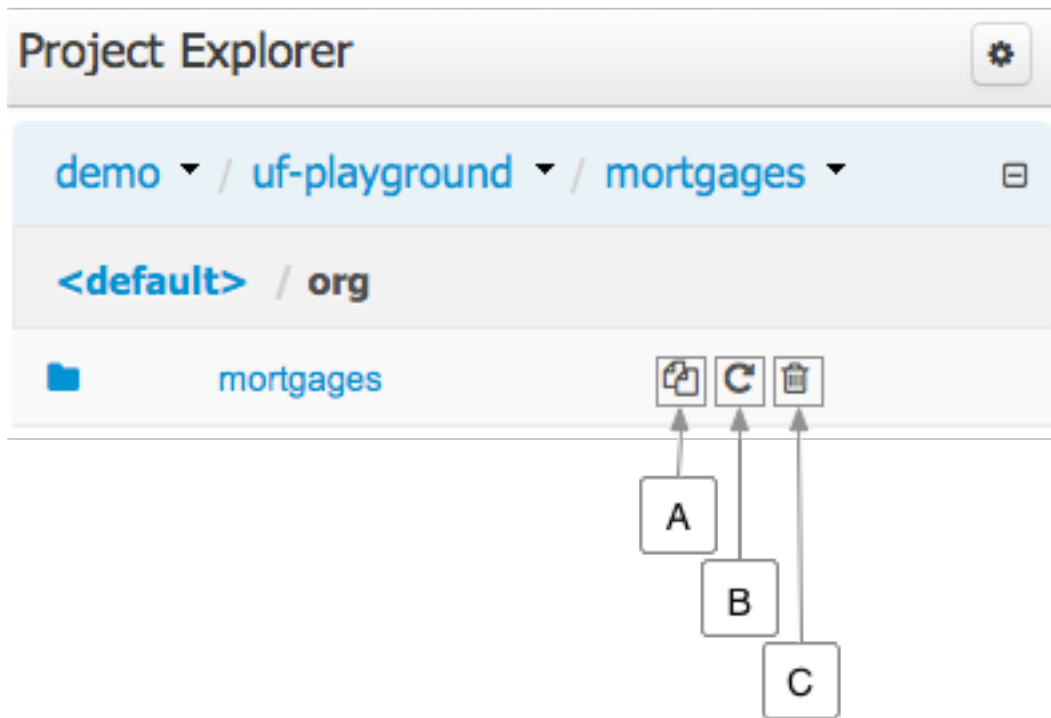 Project Explorer
demo / uf-playground / mortgages
<default> / org
mortgages
A
B
C